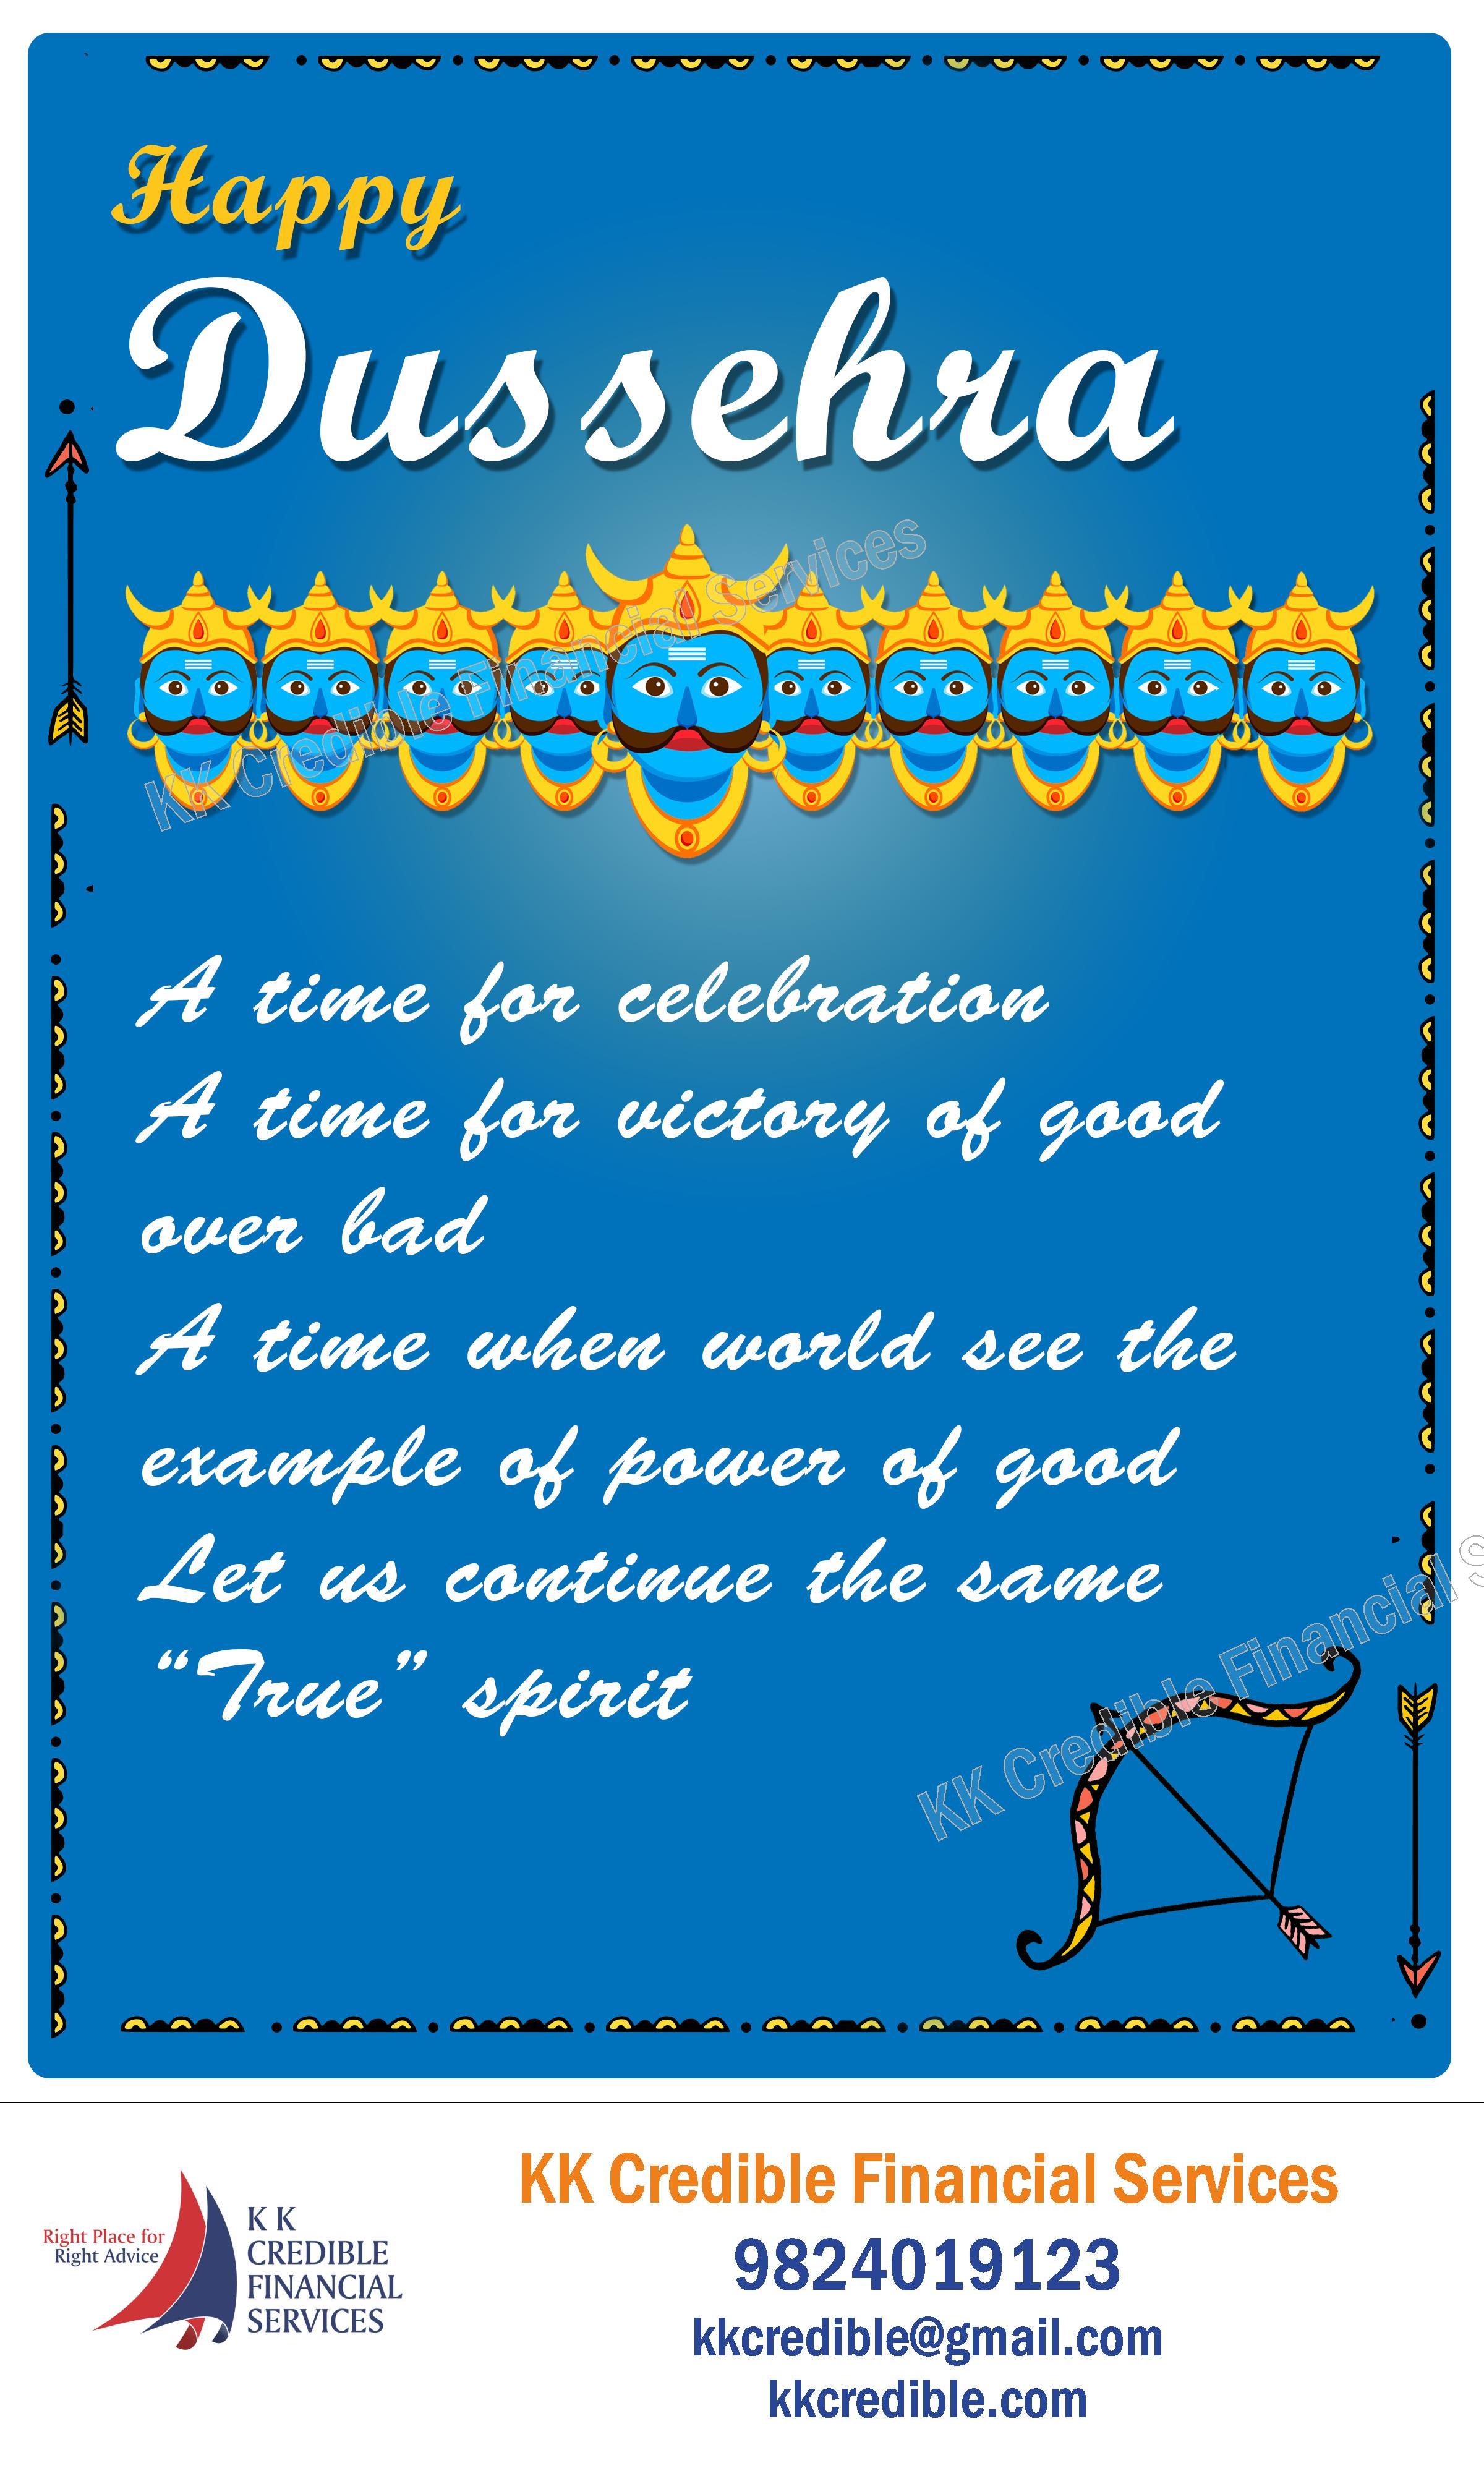 Happy
Dussehra
KK Credible Financial Services
A time for celebration
A time for victory of good
over bad
A time when world see the
example of power of good
Let us continue the same
“True” spirit
KK Credible Financial S
Right Place for
Right Advice
K K
CREDIBLE
FINANCIAL
SERVICES
KK Credible Financial Services
9824019123
kkcredible@gmail.com
kkcredible.com